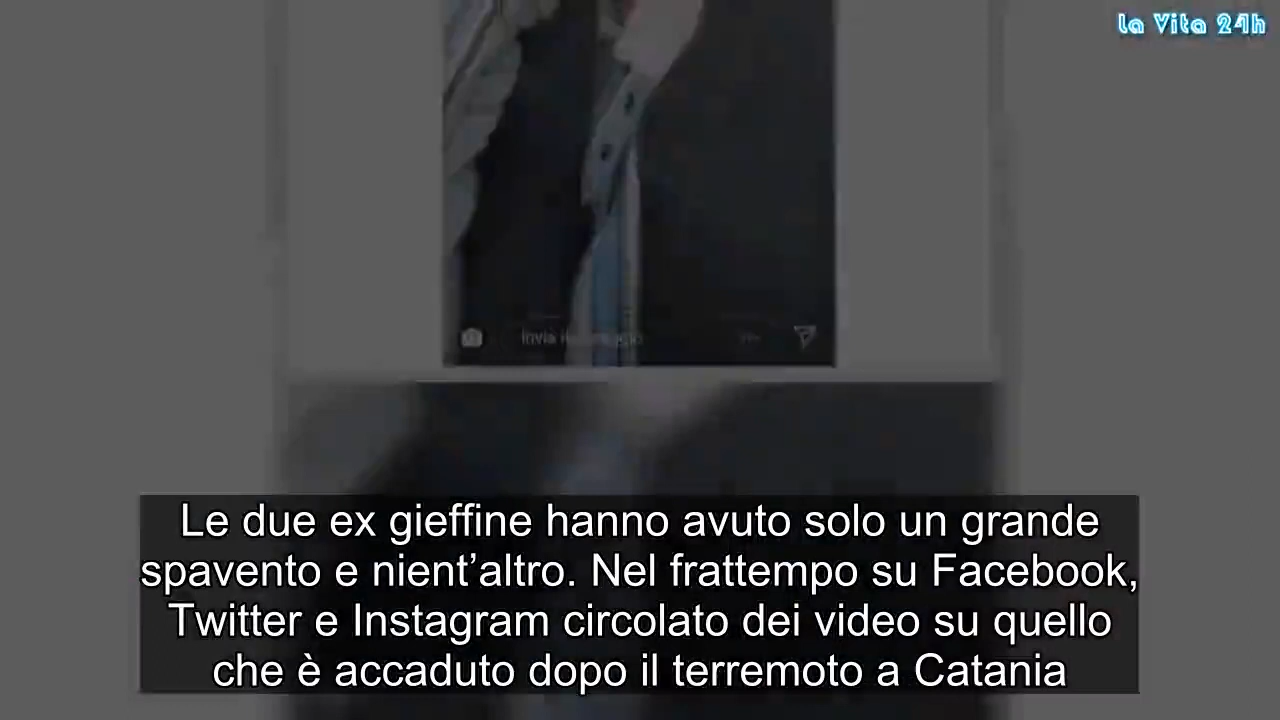 La Vita 24h
Invia
Le due ex gieffine hanno avuto solo un grande
spavento e nient’altro. Nel frattempo su Facebook,
Twitter e Instagram circolato dei video su quello
che è accaduto dopo il terremoto a Catania